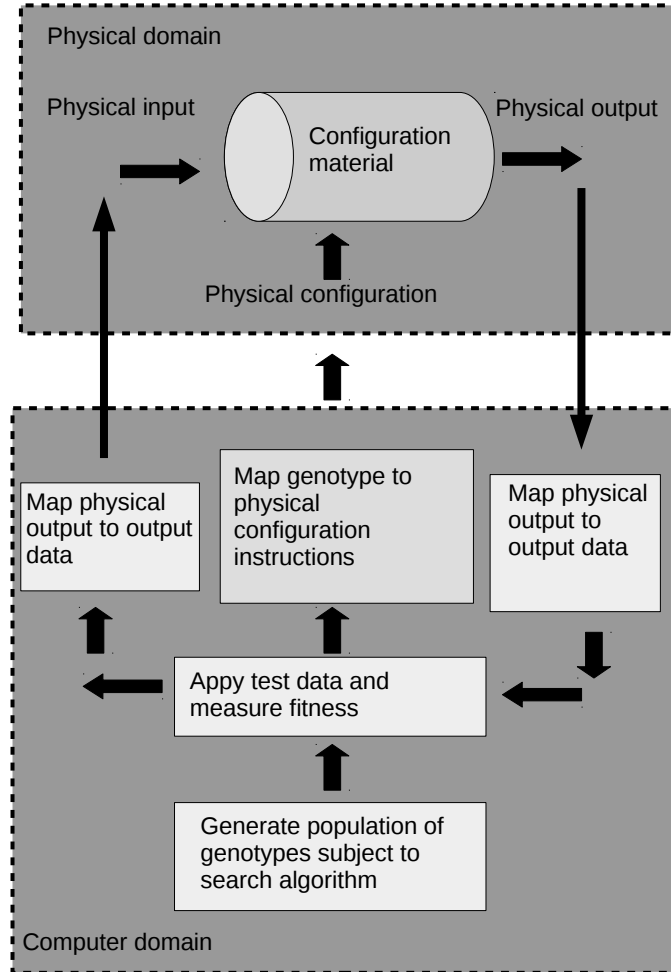 Physical domain
Physical input
Physical output
Configuration
material
Physical configuration
Map physical
output to output
data
Map genotype to
physical
configuration
instructions
Map physical
output to
output data
Appy test data and
measure fitness
Generate population of
genotypes subject to
search algorithm
Computer domain